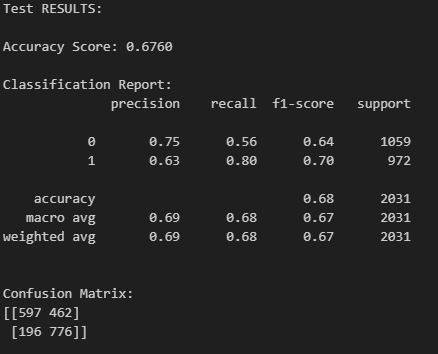 Test RESULTS:
Accuracy Score: 0.6760
Classification Report:
precision recall f1-score support
0 0.75 0.56 0.64 1059
1 0.63 0.80 0.70 972
accuracy 0.68 2031
macro avg 0.69 0.68 0.67 2031
weighted avg 0.69 0.68 0.67 2031
Confusion Matrix:
[[597 462]
[196 776]]